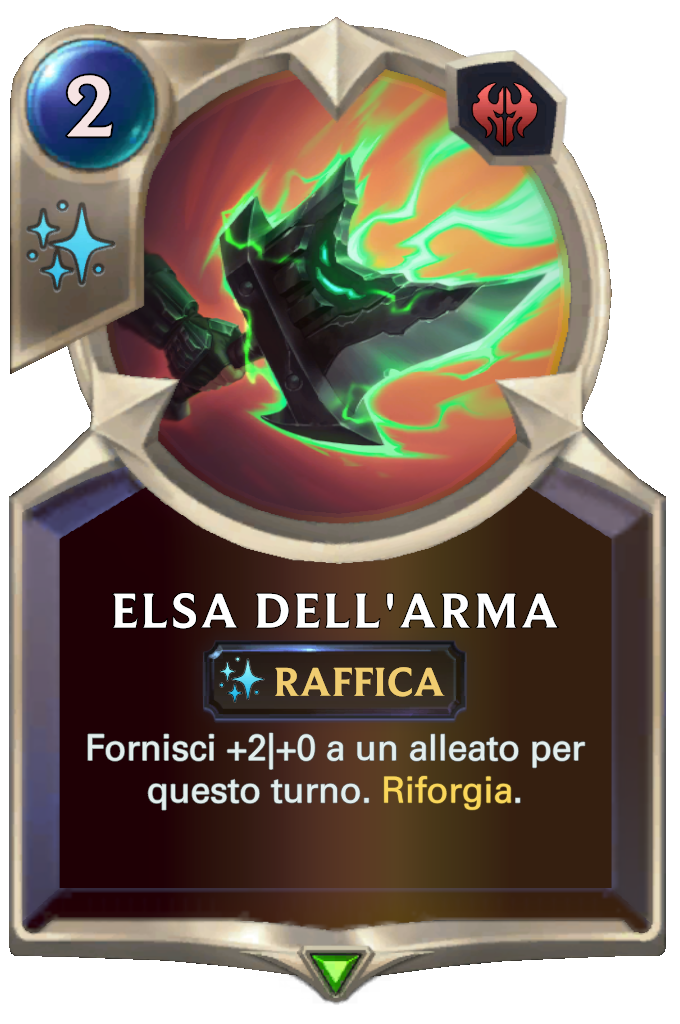 2
ELSA DELL'ARMA
RAFFICA
Fornisci +2|+0 a un alleato per
questo turno. Riforgia.